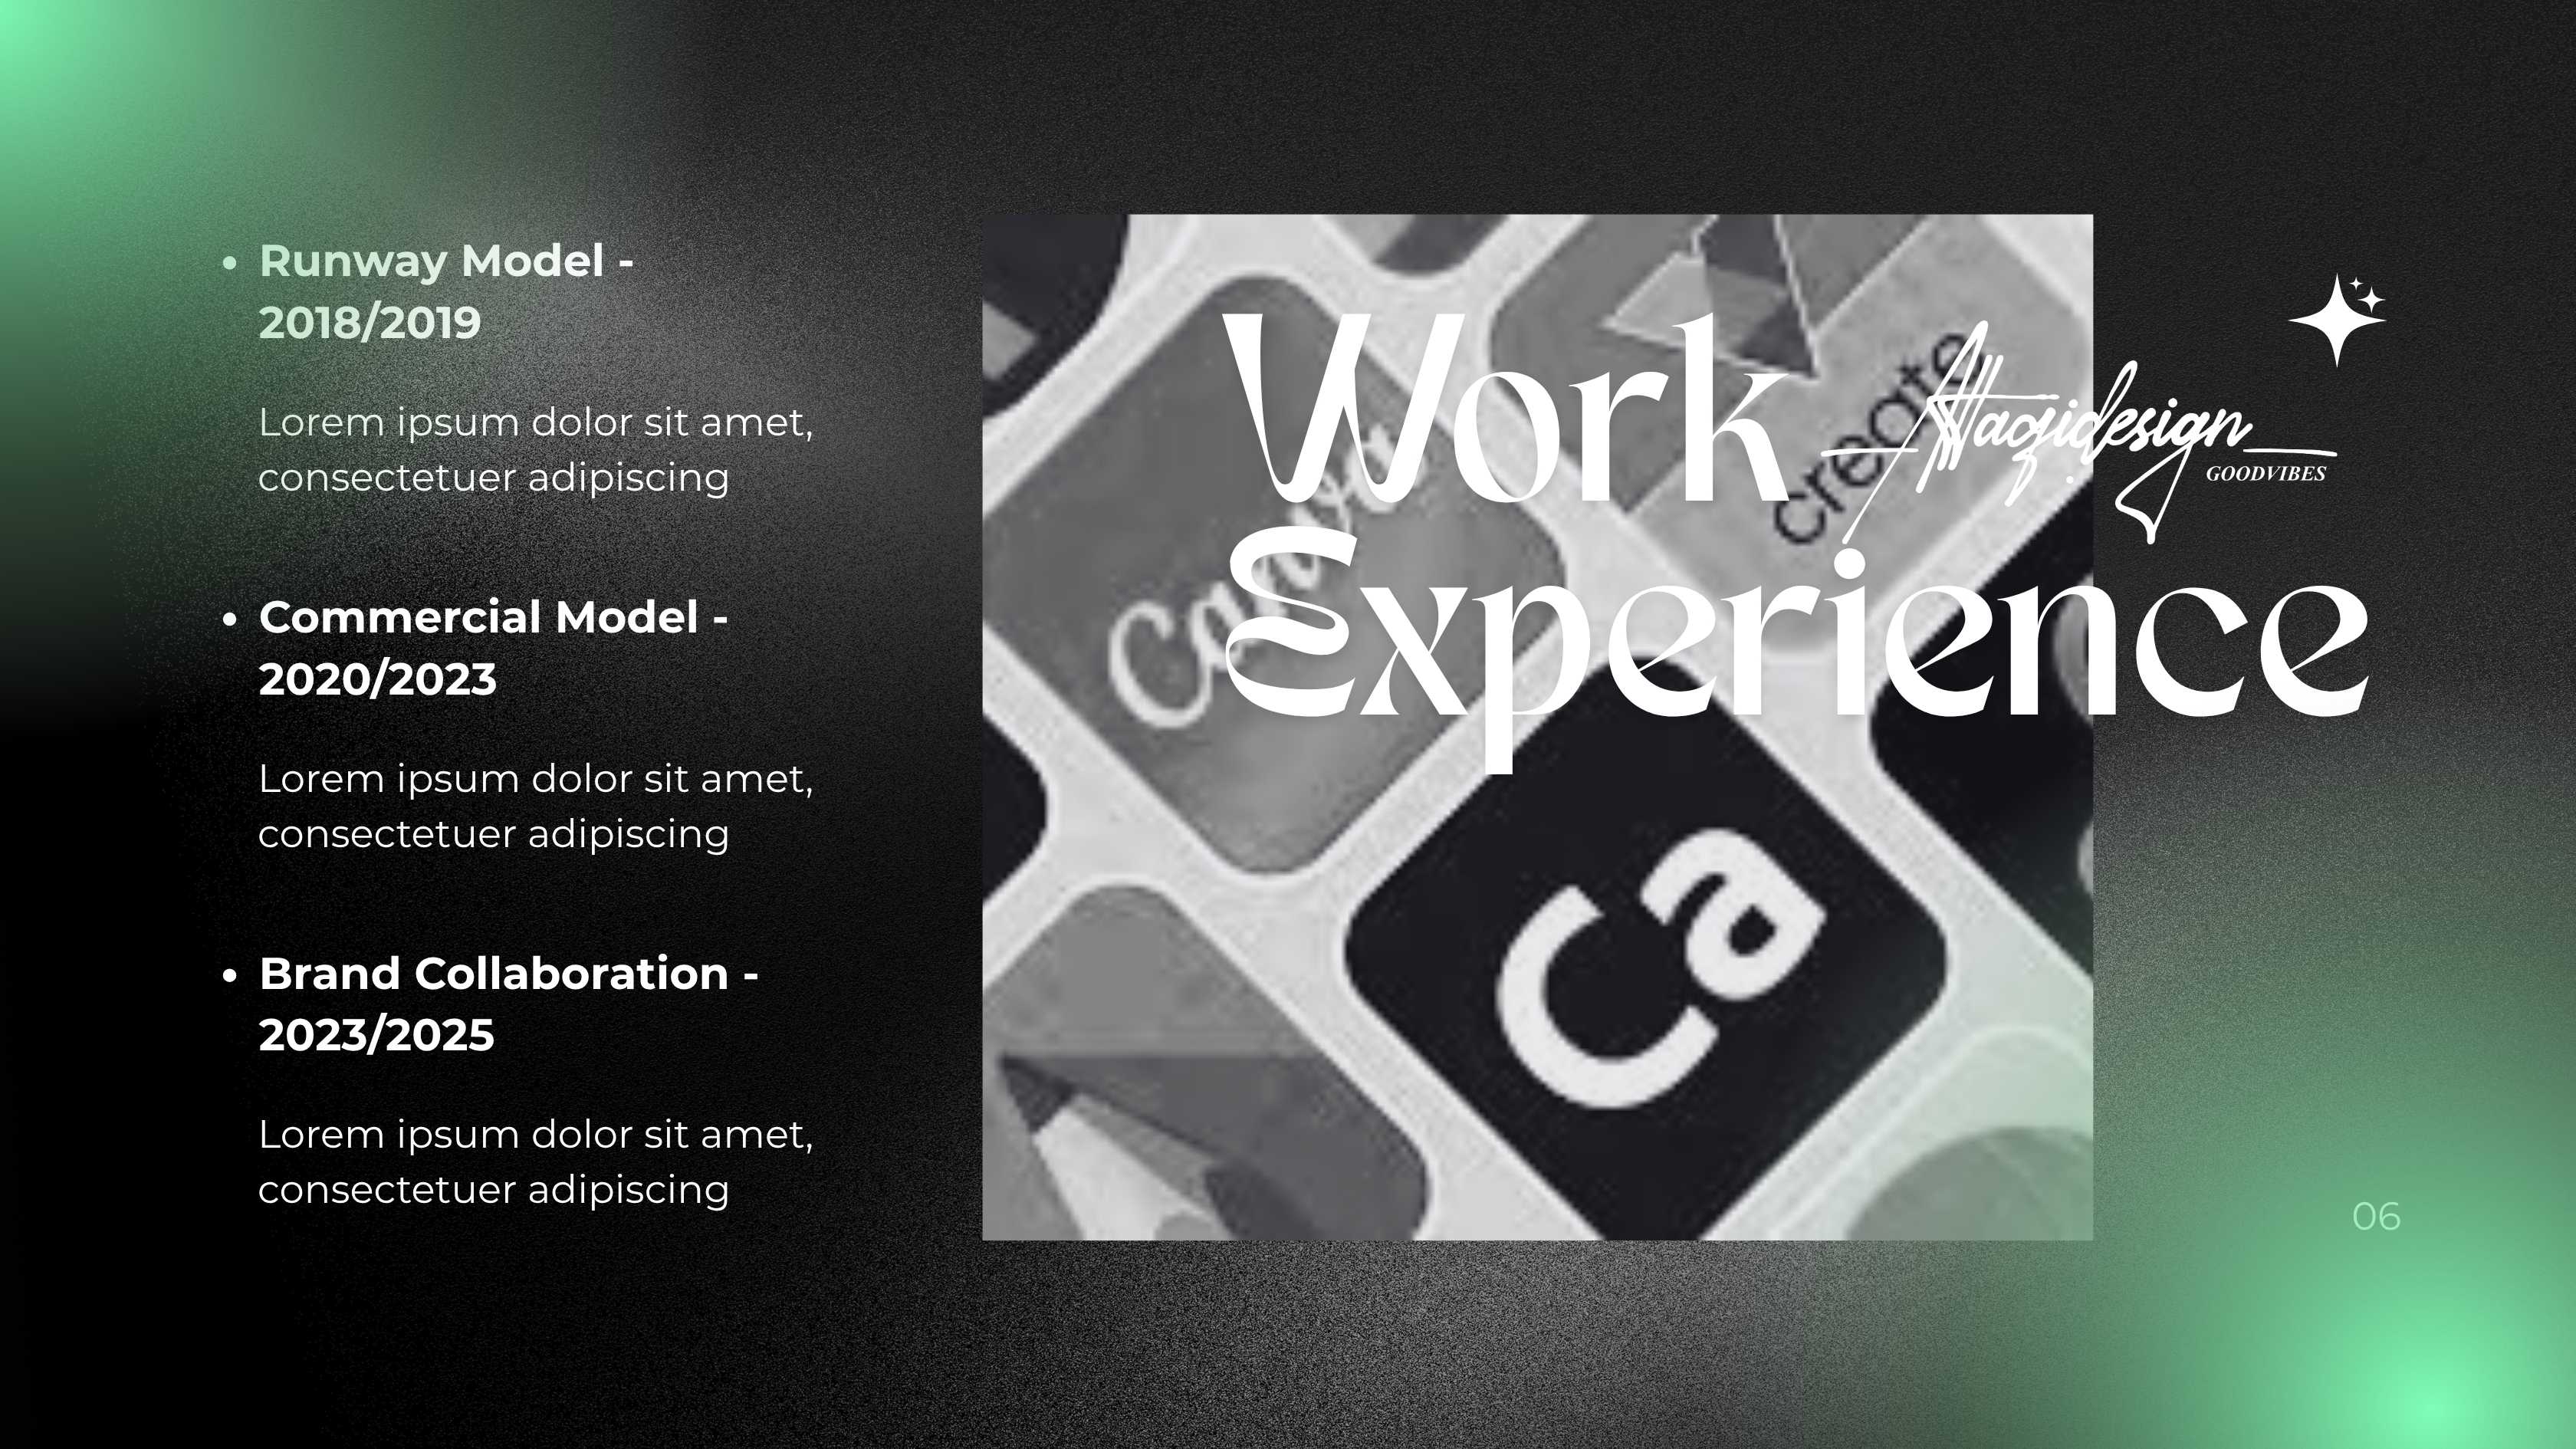 • Runway Model -
2018/2019
Lorem ipsum dolor sit amet,
consectetuer adipiscing
• Commercial Model -
2020/2023
Lorem ipsum dolor sit amet,
consectetuer adipiscing
• Brand Collaboration -
2023/2025
Lorem ipsum dolor sit amet,
consectetuer adipiscing
Work
Experience
Attaqidesign
GOODVIBES
Canva
create
Ca
06